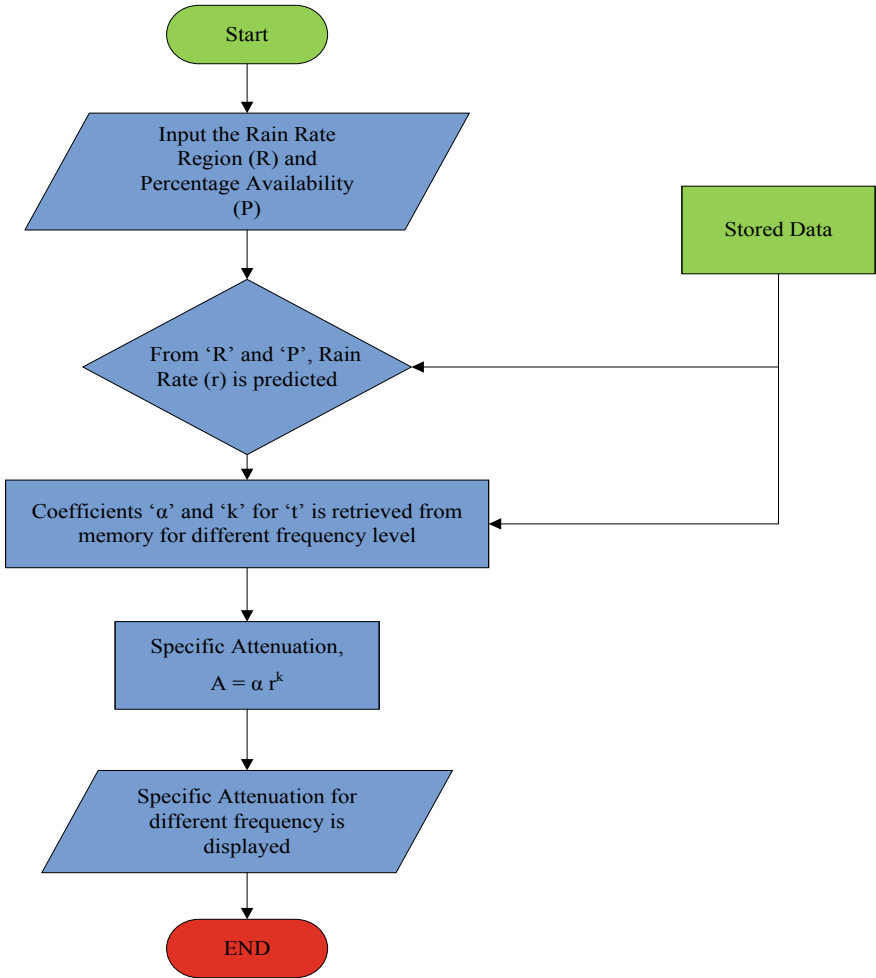 Start
Input the Rain Rate
Region (R) and
Percentage Availability
(P)
Stored Data
From ‘R’ and ‘P’, Rain
Rate (r) is predicted
Coefficients ‘α’ and ‘k’ for ‘t’ is retrieved from
memory for different frequency level
Specific Attenuation,
A = α r^k
Specific Attenuation for
different frequency is
displayed
END